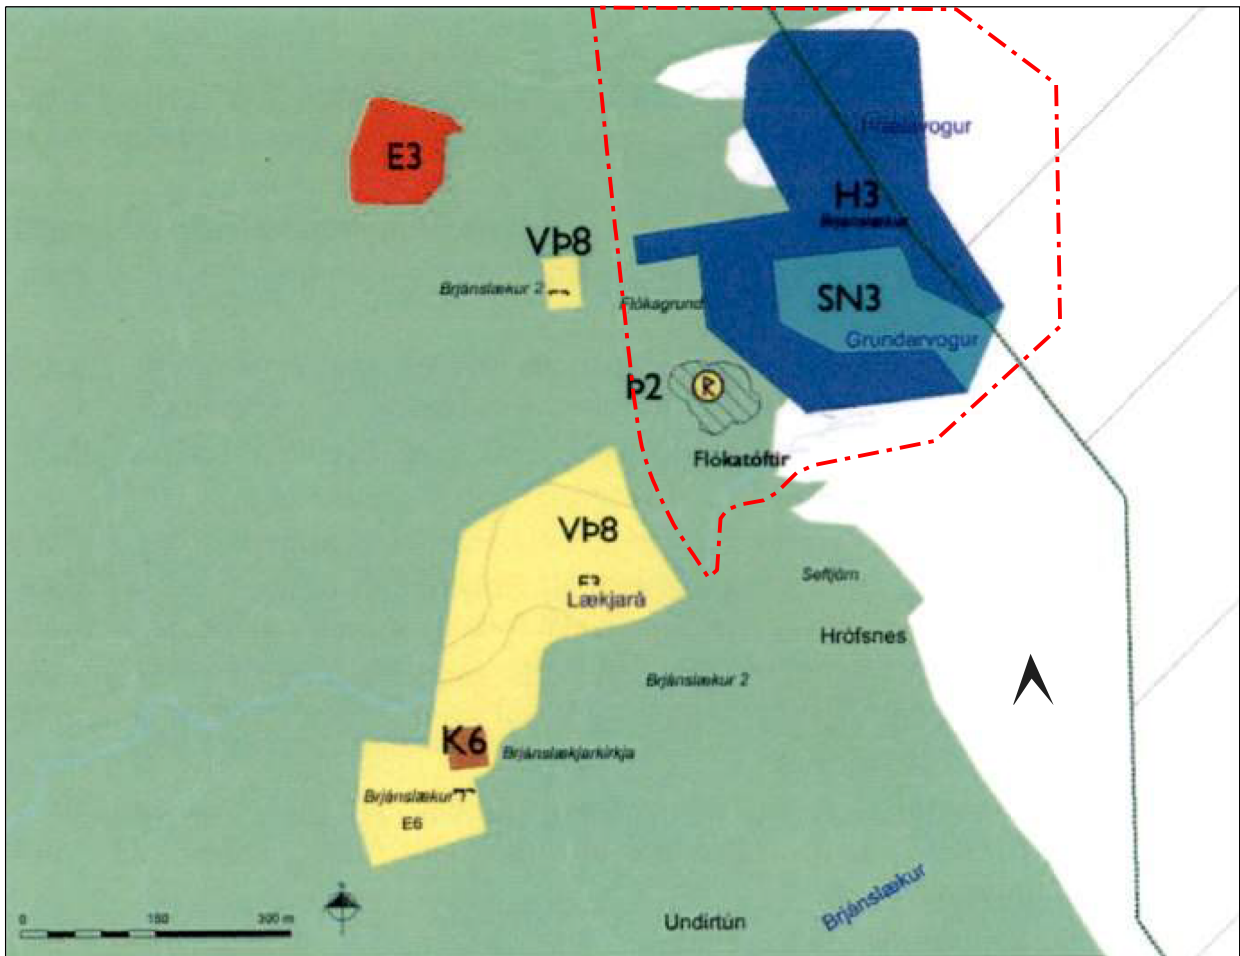 E3
H3
VÞ8
Brjánslækur 2
Flókagrund
SN3
Grundarvogur
Þ2
R
Flókatóftir
VÞ8
Lækjará
Seftjörn
Hrófsnes
Brjánslækur 2
K6
Brjánslækjarkirkja
Brjánslækur
E6
Brjánslækur
Undirtún
0 150 300 m